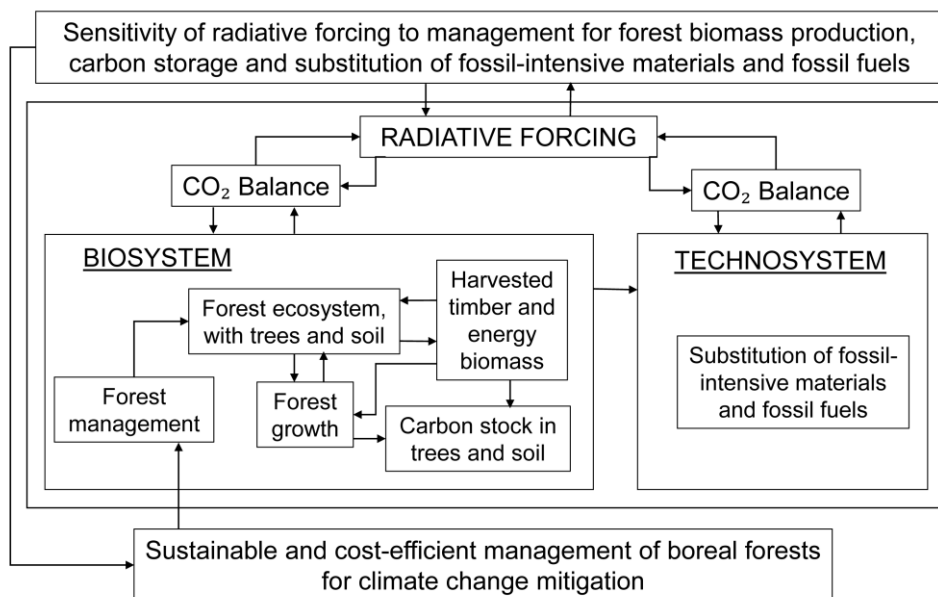 Sensitivity of radiative forcing to management for forest biomass production,
carbon storage and substitution of fossil-intensive materials and fossil fuels
RADIATIVE FORCING
CO₂ Balance
CO₂ Balance
BIOSYSTEM
Forest ecosystem,
with trees and soil
Harvested
timber and
energy
biomass
Forest
management
Forest
growth
Carbon stock in
trees and soil
TECHNOSYSTEM
Substitution of fossil-
intensive materials
and fossil fuels
Sustainable and cost-efficient management of boreal forests
for climate change mitigation